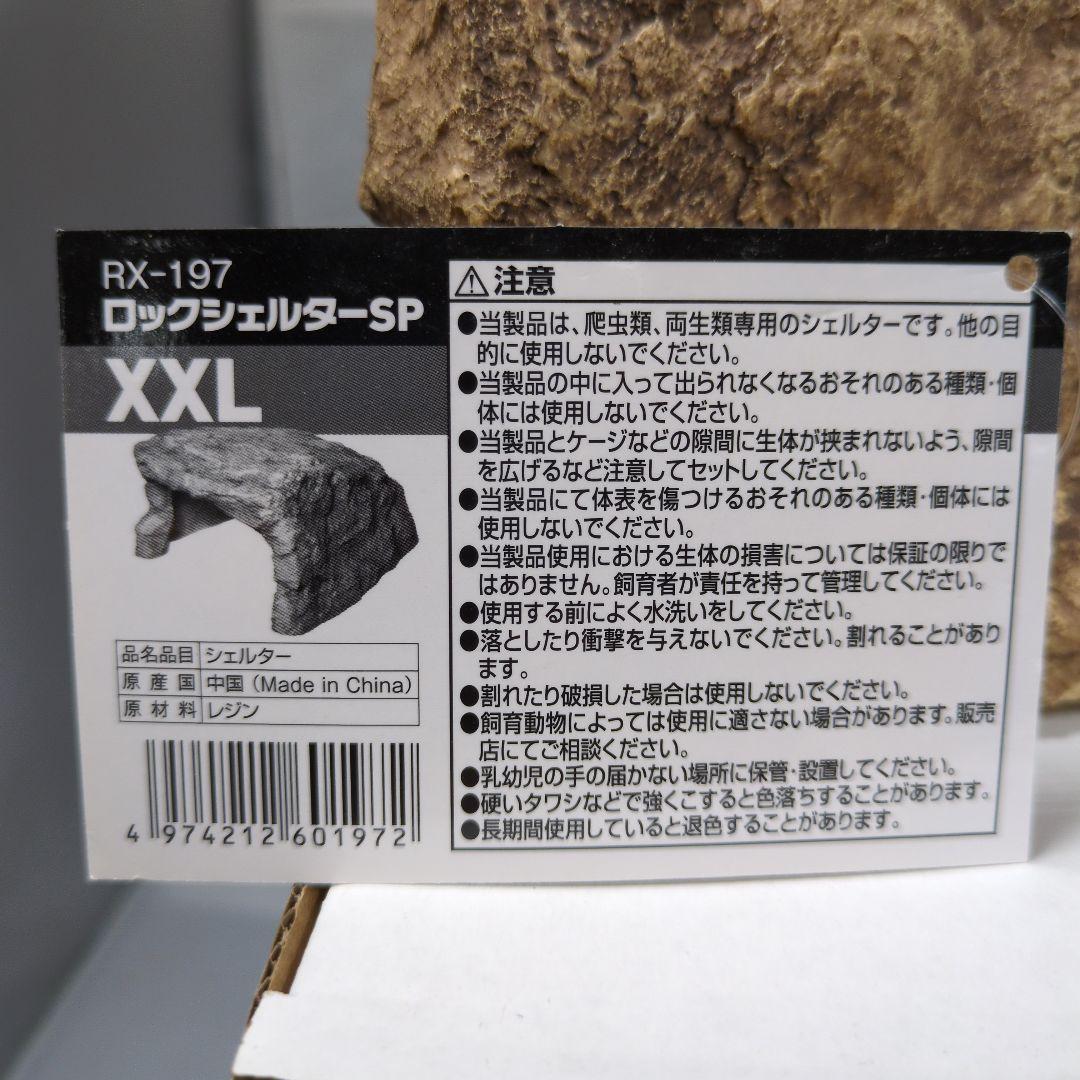 RX-197
ロックシェルターSP
XXL
品名品目 シェルター
原産国 中国（Made in China）
原材料 レジン
4 974212 601972
⚠注意
●当製品は、爬虫類、両生類専用のシェルターです。他の目
的に使用しないでください。
●当製品の中に入って出られなくなるおそれのある種類・個
体には使用しないでください。
●当製品とケージなどの隙間に生体が挟まれないよう、隙間
を広げるなど注意してセットしてください。
●当製品にて体表を傷つけるおそれのある種類・個体には
使用しないでください。
●当製品使用における生体の損害については保証の限りで
はありません。飼育者が責任を持って管理してください。
●使用する前によく水洗いをしてください。
●落としたり衝撃を与えないでください。割れることがあり
ます。
●割れたり破損した場合は使用しないでください。
●飼育動物によっては使用に適さない場合があります。販売
店にてご相談ください。
●乳幼児の手の届かない場所に保管・設置してください。
●硬いタワシなどで強くこすると色落ちすることがあります。
●長期間使用していると退色することがあります。